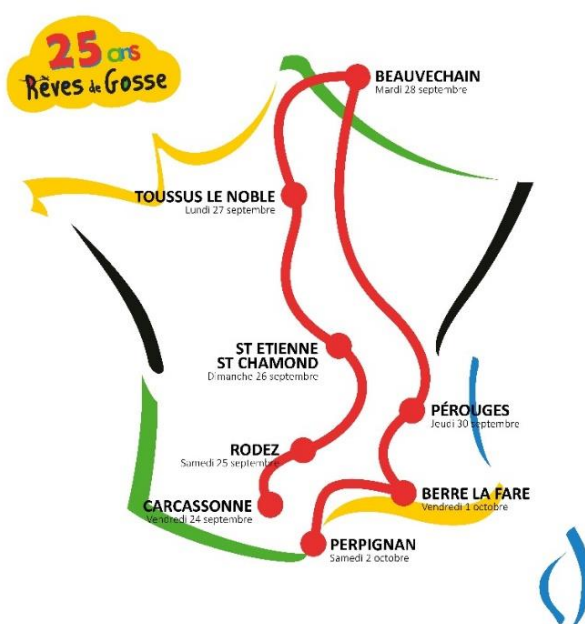 25 ans
Rêves de Gosse
BEAUVECHAIN
Mardi 28 septembre
TOUSSUS LE NOBLE
Lundi 27 septembre
ST ETIENNE
ST CHAMOND
Dimanche 26 septembre
PÉROUGES
Jeudi 30 septembre
RODEZ
Samedi 25 septembre
CARCASSONNE
Vendredi 24 septembre
BERRE LA FARE
Vendredi 1 octobre
PERPIGNAN
Samedi 2 octobre